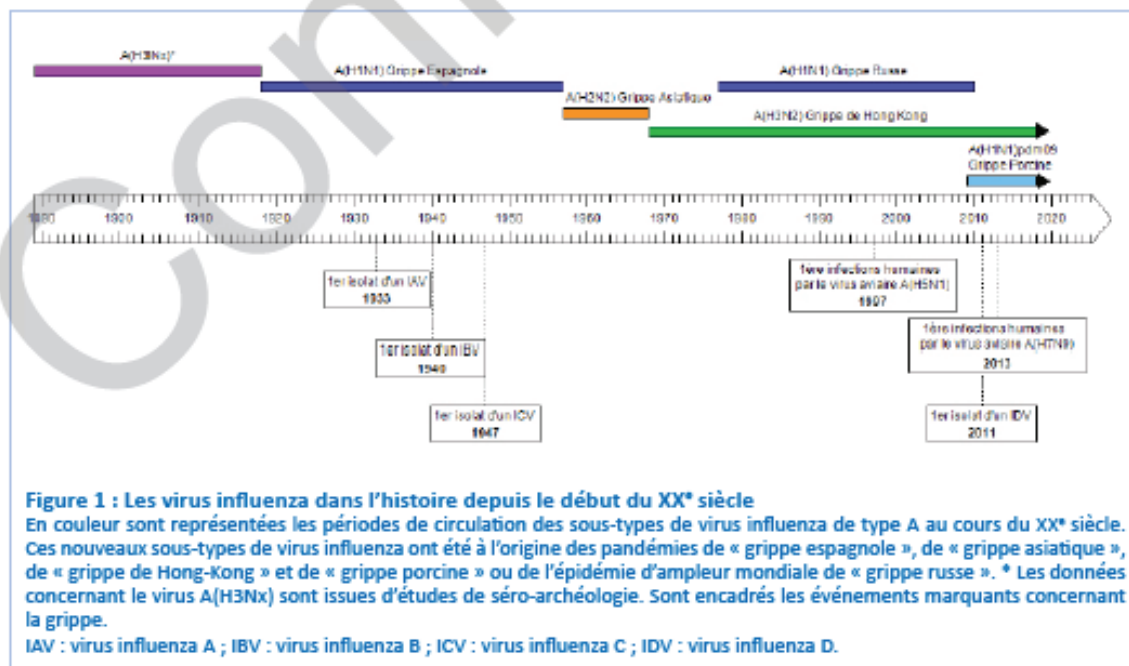 Com
A(H3Nx)*
A(H1N1) Grippe Espagnole
A(H1N1) Grippe Russe
A(H2N2) Grippe Asiatique
A(H3N2) Grippe de Hong Kong
A(H1N1)pdm09
Grippe Porcine
1880 1890 1900 1910 1920 1930 1940 1950 1960 1970 1980 1990 2000 2010 2020
1er isolat d'un IAV
1933
1ère infections humaines
par le virus aviaire A(H5N1)
1997
1er isolat d'un IBV
1940
1ère infections humaines
par le virus aviaire A(H7N9)
2013
1er isolat d'un ICV
1947
1er isolat d'un IDV
2011
Figure 1 : Les virus influenza dans l'histoire depuis le début du XXᵉ siècle
En couleur sont représentées les périodes de circulation des sous-types de virus influenza de type A au cours du XXᵉ siècle.
Ces nouveaux sous-types de virus influenza ont été à l'origine des pandémies de « grippe espagnole », de « grippe asiatique »,
de « grippe de Hong-Kong » et de « grippe porcine » ou de l'épidémie d'ampleur mondiale de « grippe russe ». * Les données
concernant le virus A(H3Nx) sont issues d'études de séro-archéologie. Sont encadrés les événements marquants concernant
la grippe.
IAV : virus influenza A ; IBV : virus influenza B ; ICV : virus influenza C ; IDV : virus influenza D.